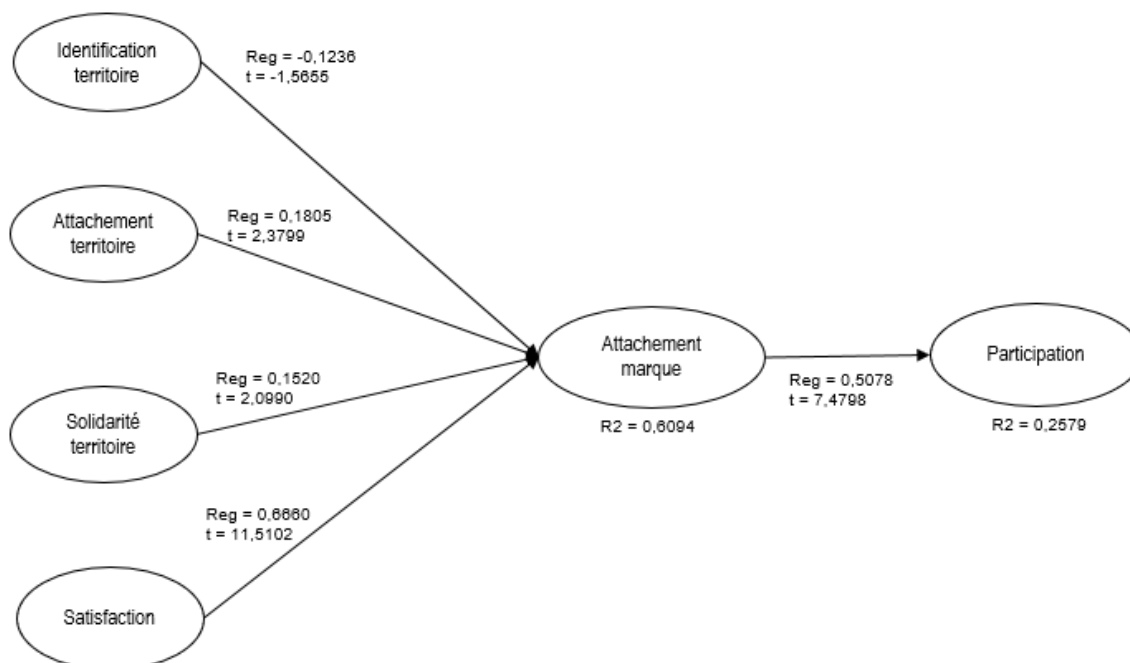 Identification
territoire
Reg = -0,1236
t = -1,5655
Attachement
territoire
Reg = 0,1805
t = 2,3799
Solidarité
territoire
Reg = 0,1520
t = 2,0990
Satisfaction
Reg = 0,6660
t = 11,5102
Attachement
marque
R2 = 0,6094
Reg = 0,5078
t = 7,4798
Participation
R2 = 0,2579